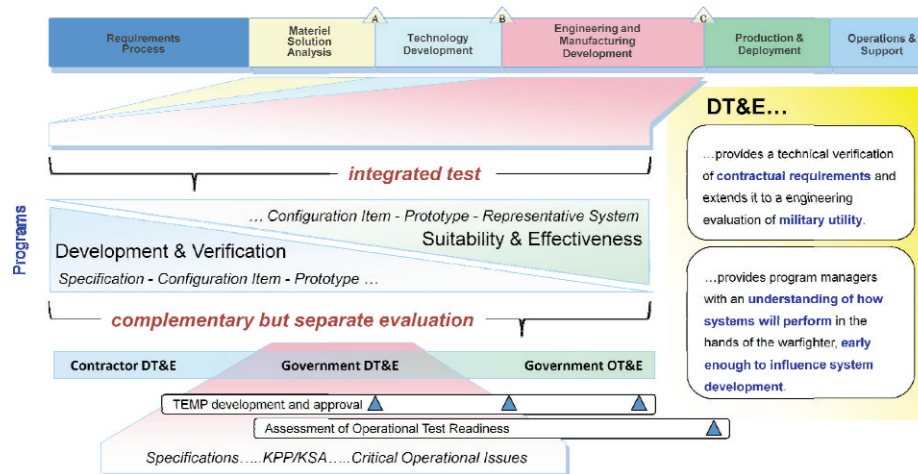 Requirements
Process
Materiel
Solution
Analysis
A
Technology
Development
B
Engineering and
Manufacturing
Development
C
Production &
Deployment
Operations &
Support
DT&E…
…provides a technical verification
of contractual requirements and
extends it to a engineering
evaluation of military utility.
…provides program managers
with an understanding of how
systems will perform in the
hands of the warfighter, early
enough to influence system
development.
Programs
integrated test
… Configuration Item - Prototype - Representative System
Suitability & Effectiveness
Development & Verification
Specification - Configuration Item - Prototype …
complementary but separate evaluation
Contractor DT&E
Government DT&E
Government OT&E
TEMP development and approval
Assessment of Operational Test Readiness
Specifications…..KPP/KSA…..Critical Operational Issues